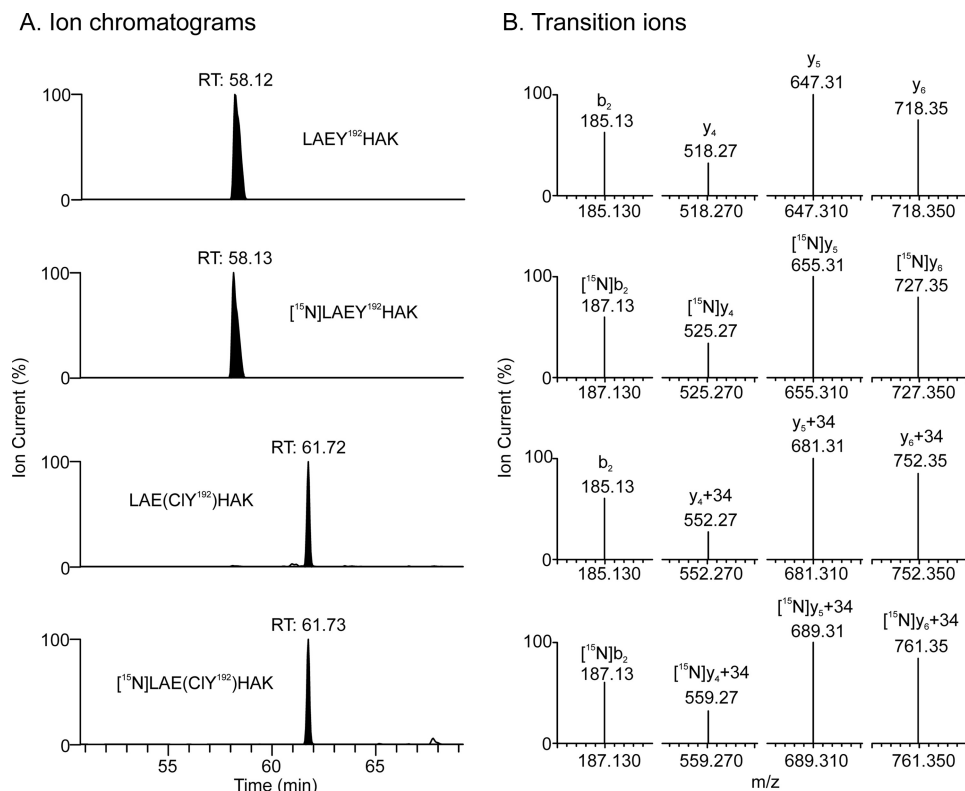 A. Ion chromatograms
RT: 58.12
100
LAEY¹⁹²HAK
0
RT: 58.13
100
[¹⁵N]LAEY¹⁹²HAK
0
RT: 61.72
100
LAE(ClY¹⁹²)HAK
0
RT: 61.73
100
[¹⁵N]LAE(ClY¹⁹²)HAK
0
55 60 65
Time (min)
Ion Current (%)
B. Transition ions
100
b₂
185.13
y₄
518.27
y₅
647.31
y₆
718.35
0
185.130 518.270 647.310 718.350
100
[¹⁵N]b₂
187.13
[¹⁵N]y₄
525.27
[¹⁵N]y₅
655.31
[¹⁵N]y₆
727.35
0
187.130 525.270 655.310 727.350
100
b₂
185.13
y₄+34
552.27
y₅+34
681.31
y₆+34
752.35
0
185.130 552.270 681.310 752.350
100
[¹⁵N]b₂
187.13
[¹⁵N]y₄+34
559.27
[¹⁵N]y₅+34
689.31
[¹⁵N]y₆+34
761.35
0
187.130 559.270 689.310 761.350
m/z
Ion Current (%)